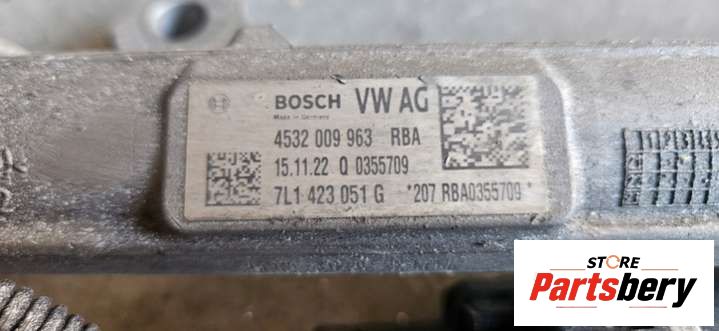 BOSCH VW AG
Made in Germany
4532 009 963 RBA
15.11.22 Q 0355709
7L1 423 051 G *207 RBA0355709*
STORE
Partsbery